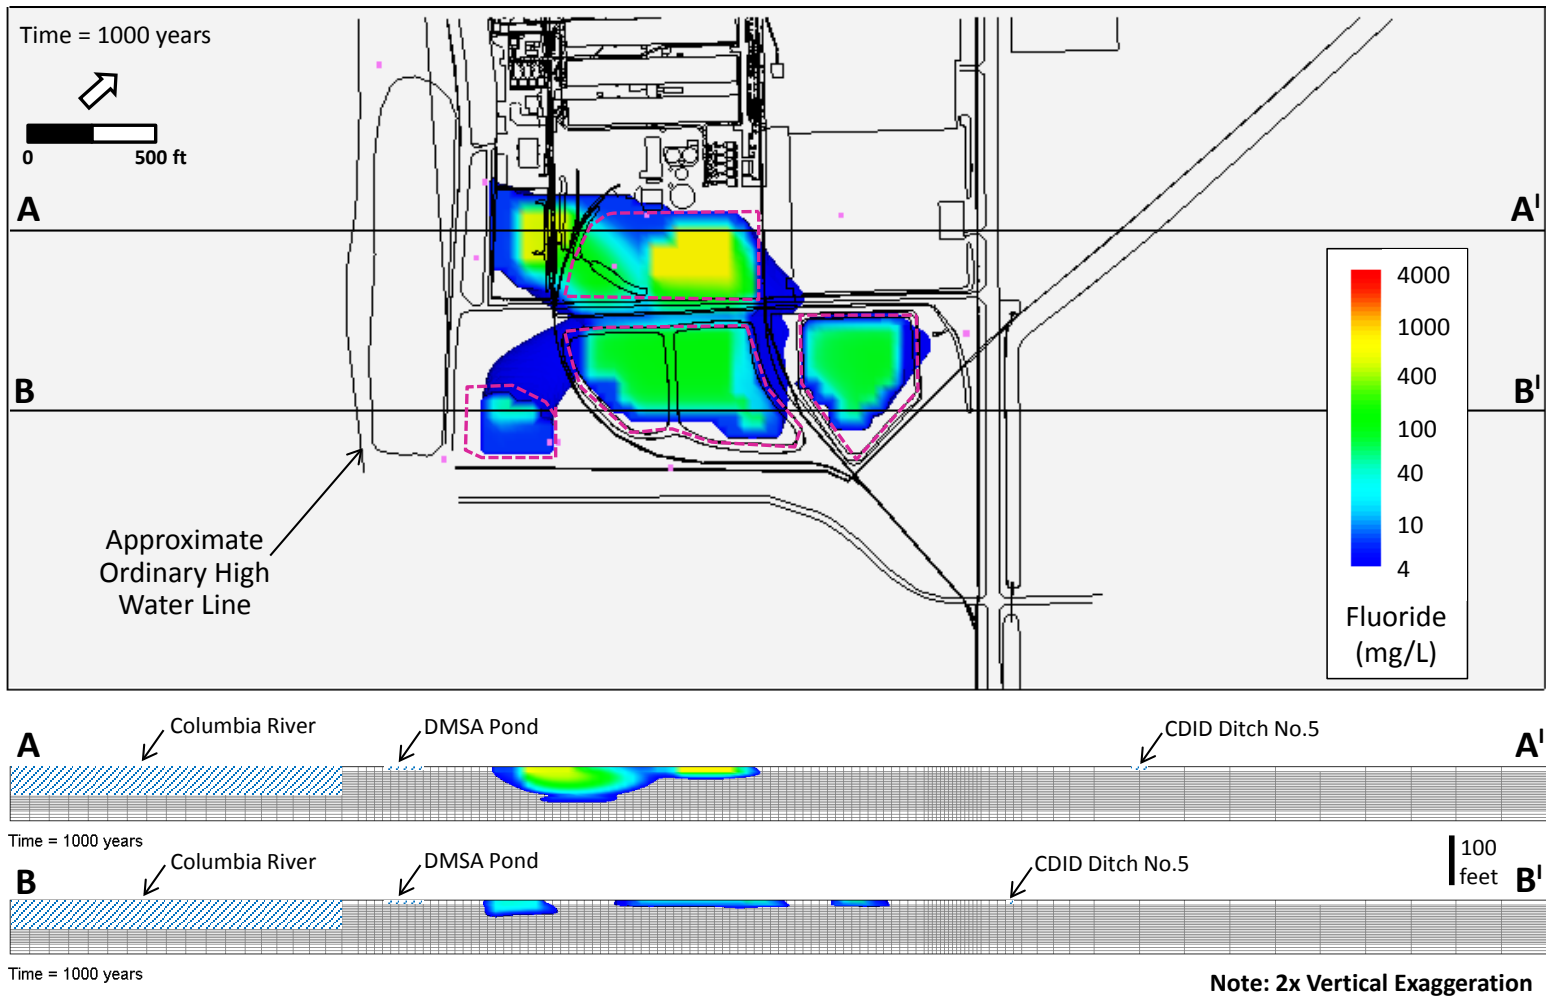 Time = 1000 years
0 500 ft
A A'
B B'
4000
1000
400
100
40
10
4
Fluoride
(mg/L)
Approximate
Ordinary High
Water Line
Columbia River
DMSA Pond
CDID Ditch No.5
A A'
Time = 1000 years
100
feet
Columbia River
DMSA Pond
CDID Ditch No.5
B B'
Time = 1000 years
Note: 2x Vertical Exaggeration